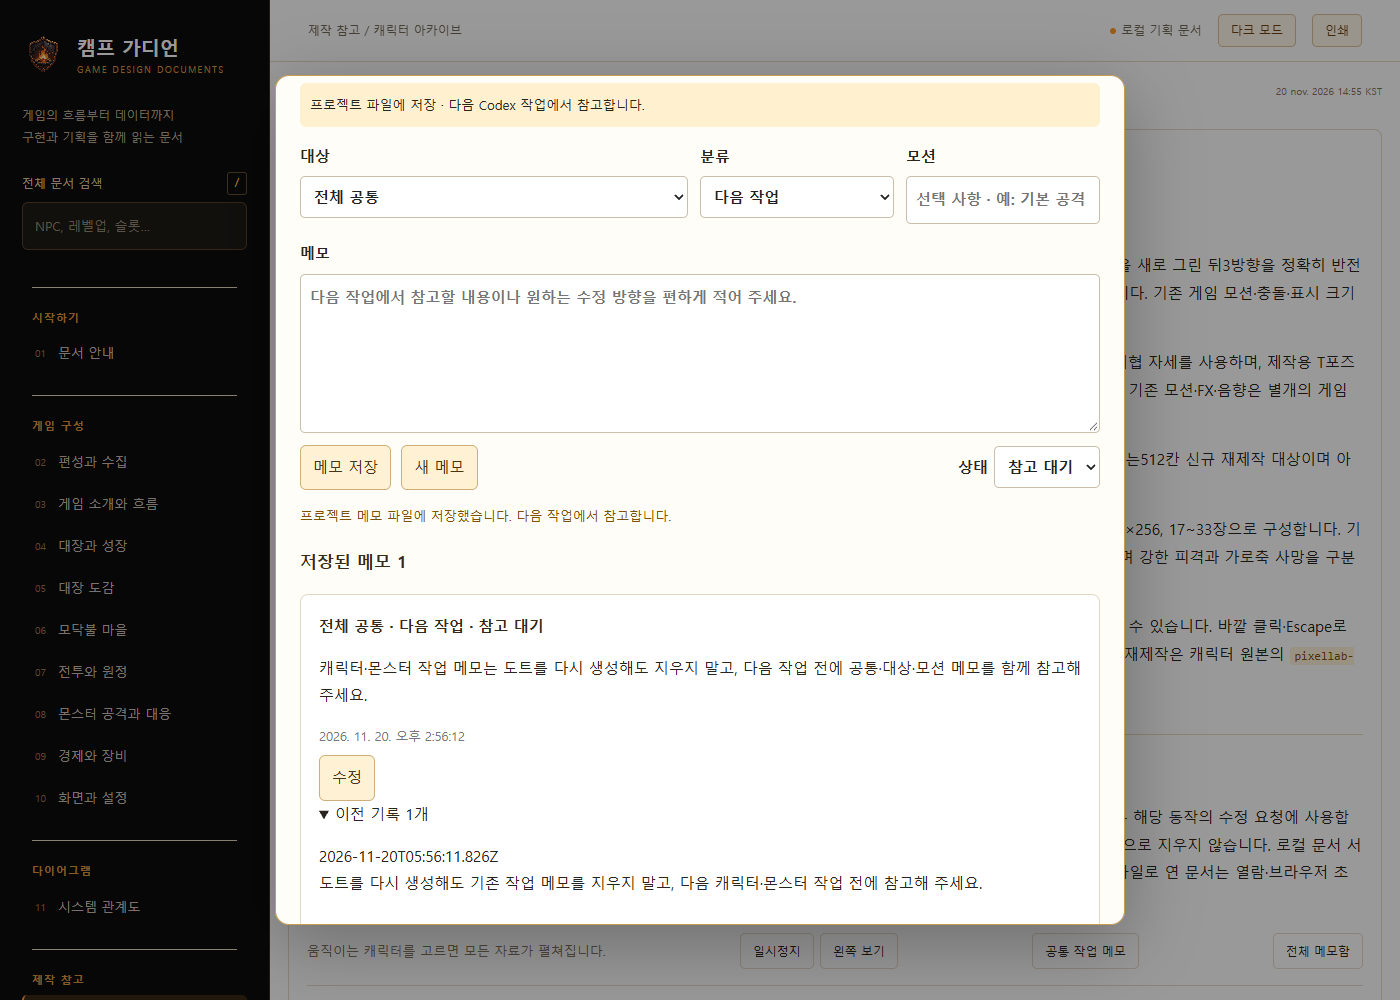 캠프 가디언
GAME DESIGN DOCUMENTS
게임의 흐름부터 데이터까지
구현과 기획을 함께 읽는 문서
전체 문서 검색
/
NPC, 레벨업, 슬롯...
시작하기
01 문서 안내
게임 구성
02 편성과 수집
03 게임 소개와 흐름
04 대장과 성장
05 대장 도감
06 모닥불 마을
07 전투와 원정
08 몬스터 공격과 대응
09 경제와 장비
10 화면과 설정
다이어그램
11 시스템 관계도
제작 참고
제작 참고 / 캐릭터 아카이브
로컬 기획 문서
다크 모드
인쇄
20 nov. 2026 14:55 KST
프로젝트 파일에 저장 · 다음 Codex 작업에서 참고합니다.
대상
분류
모션
전체 공통
다음 작업
선택 사항 · 예: 기본 공격
메모
다음 작업에서 참고할 내용이나 원하는 수정 방향을 편하게 적어 주세요.
메모 저장
새 메모
상태
참고 대기
프로젝트 메모 파일에 저장했습니다. 다음 작업에서 참고합니다.
저장된 메모 1
전체 공통 · 다음 작업 · 참고 대기
캐릭터·몬스터 작업 메모는 도트를 다시 생성해도 지우지 말고, 다음 작업 전에 공통·대상·모션 메모를 함께 참고해
주세요.
2026. 11. 20. 오후 2:56:12
수정
▼ 이전 기록 1개
2026-11-20T05:56:11.826Z
도트를 다시 생성해도 기존 작업 메모를 지우지 말고, 다음 캐릭터·몬스터 작업 전에 참고해 주세요.
새로 그린 뒤3방향을 정확히 반전
다. 기존 게임 모션·충돌·표시 크기
협 자세를 사용하며, 제작용 T포즈
기존 모션·FX·음향은 별개의 게임
는512칸 신규 재제작 대상이며 아
×256, 17~33장으로 구성합니다. 기
며 강한 피격과 가로축 사망을 구분
수 있습니다. 바깥 클릭·Escape로
재제작은 캐릭터 원본의 pixellab-
해당 동작의 수정 요청에 사용합
으로 지우지 않습니다. 로컬 문서 서
일로 연 문서는 열람·브라우저 초
움직이는 캐릭터를 고르면 모든 자료가 펼쳐집니다.
일시정지
왼쪽 보기
공통 작업 메모
전체 메모함